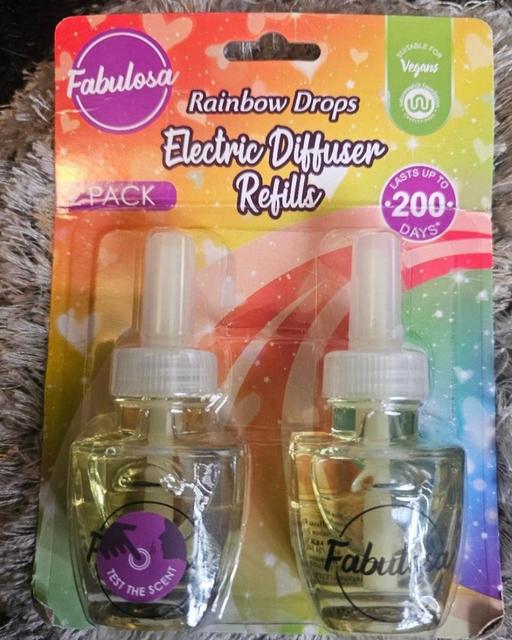 Fabulosa
SUITABLE FOR
Vegans
Rainbow Drops
Electric Diffuser
Refills
2 PACK
LASTS UP TO
200
DAYS*
TEST THE SCENT
Fabulosa